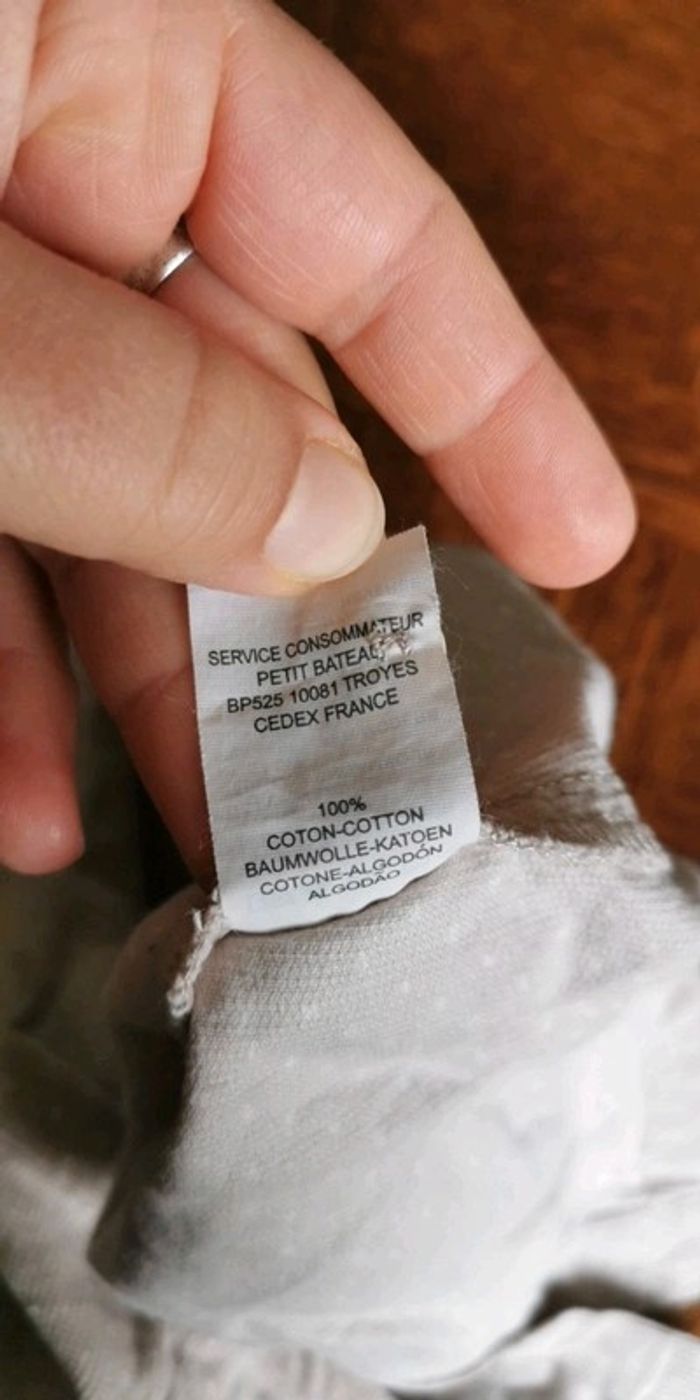 SERVICE CONSOMMATEUR
PETIT BATEAU
BP525 10081 TROYES
CEDEX FRANCE
100%
COTON-COTTON
BAUMWOLLE-KATOEN
COTONE-ALGODÓN
ALGODÃO